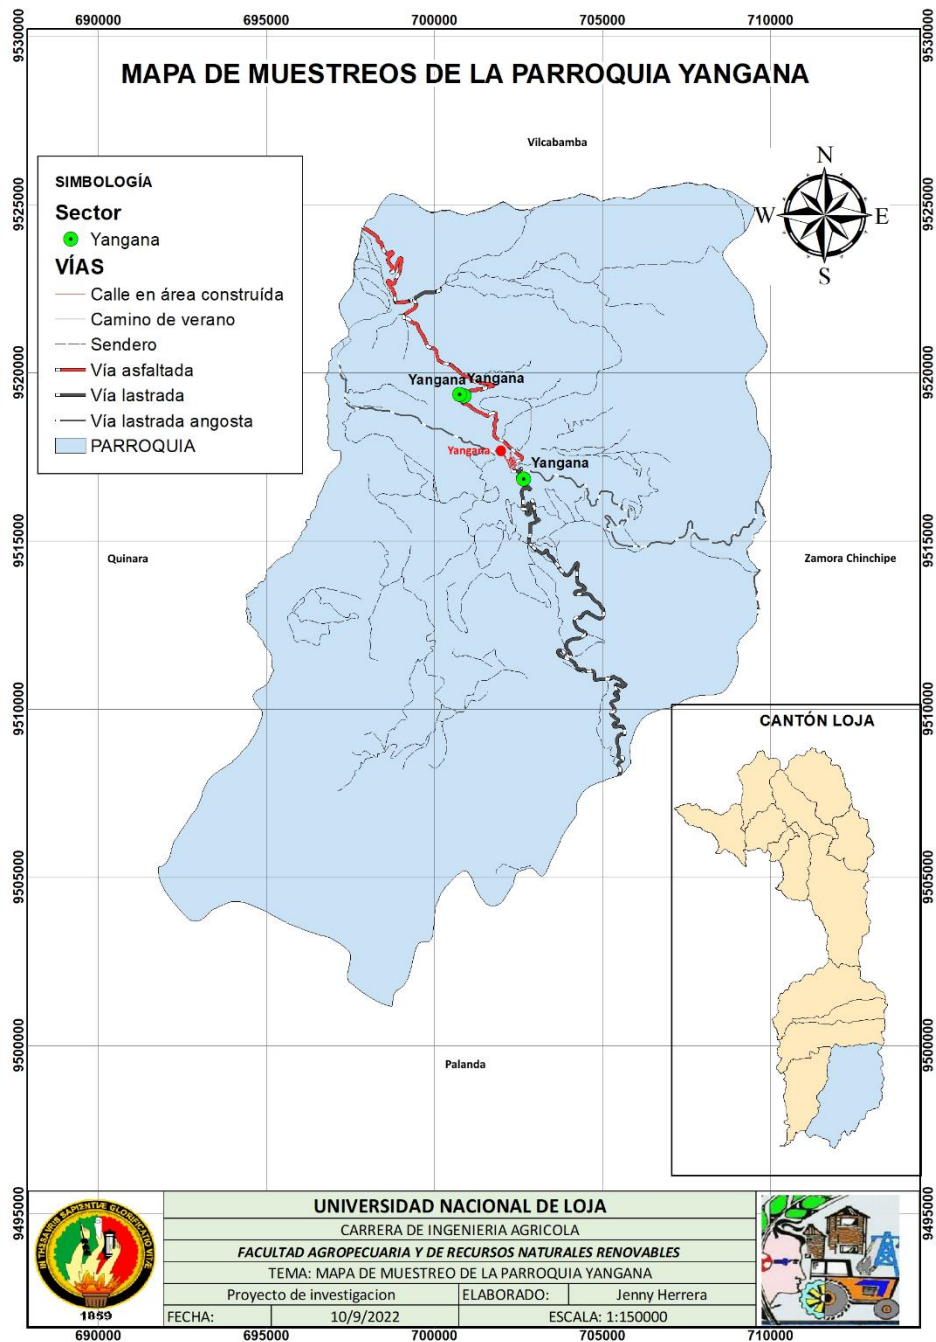 690000 695000 700000 705000 710000
9530000 9530000
MAPA DE MUESTREOS DE LA PARROQUIA YANGANA
Vilcabamba
N
W E
S
SIMBOLOGÍA
Sector
Yangana
VÍAS
Calle en área construída
Camino de verano
Sendero
Vía asfaltada
Vía lastrada
Vía lastrada angosta
PARROQUIA
9525000 9525000
9520000 9520000
Yangana Yangana
Yangana
Yangana
9515000 9515000
Quinara
Zamora Chinchipe
9510000 9510000
CANTÓN LOJA
9505000 9505000
9500000 9500000
Palanda
9495000 9495000
IN THESAVRIS SAPIENTIVE GLORIFICATIO VITVE
1859
UNIVERSIDAD NACIONAL DE LOJA
CARRERA DE INGENIERIA AGRICOLA
FACULTAD AGROPECUARIA Y DE RECURSOS NATURALES RENOVABLES
TEMA: MAPA DE MUESTREO DE LA PARROQUIA YANGANA
Proyecto de investigacion ELABORADO: Jenny Herrera
FECHA: 10/9/2022 ESCALA: 1:150000
690000 695000 700000 705000 710000